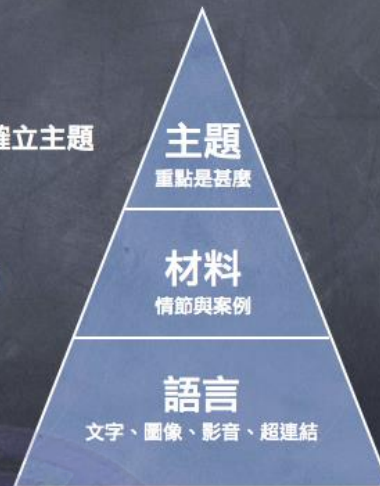 確立主題
主題
重點是甚麼
材料
情節與案例
語言
文字、圖像、影音、超連結